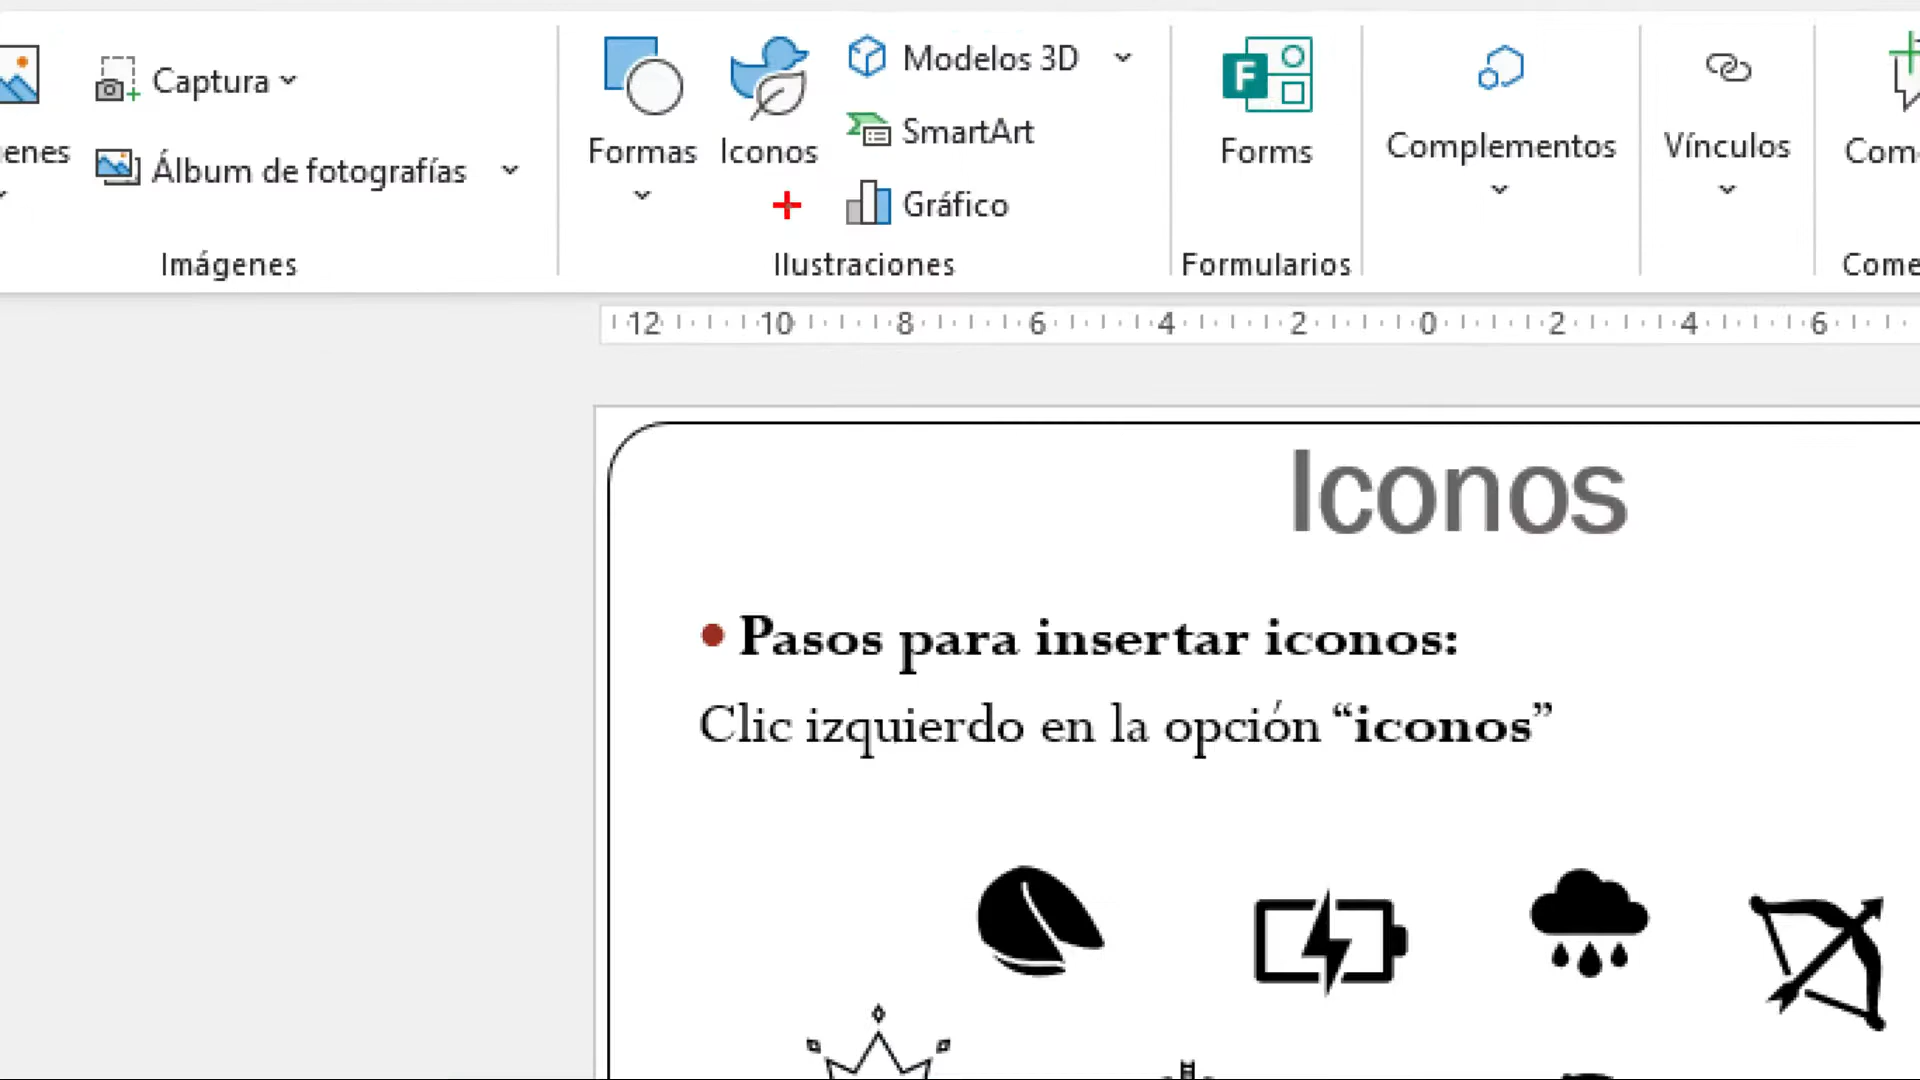 Captura
Álbum de fotografías
Imágenes
Formas
Iconos
Modelos 3D
SmartArt
Gráfico
Ilustraciones
F
Forms
Formularios
Complementos
Vínculos
12 10 8 6 4 2 0 2 4 6
Iconos
• Pasos para insertar iconos:
Clic izquierdo en la opción “iconos”